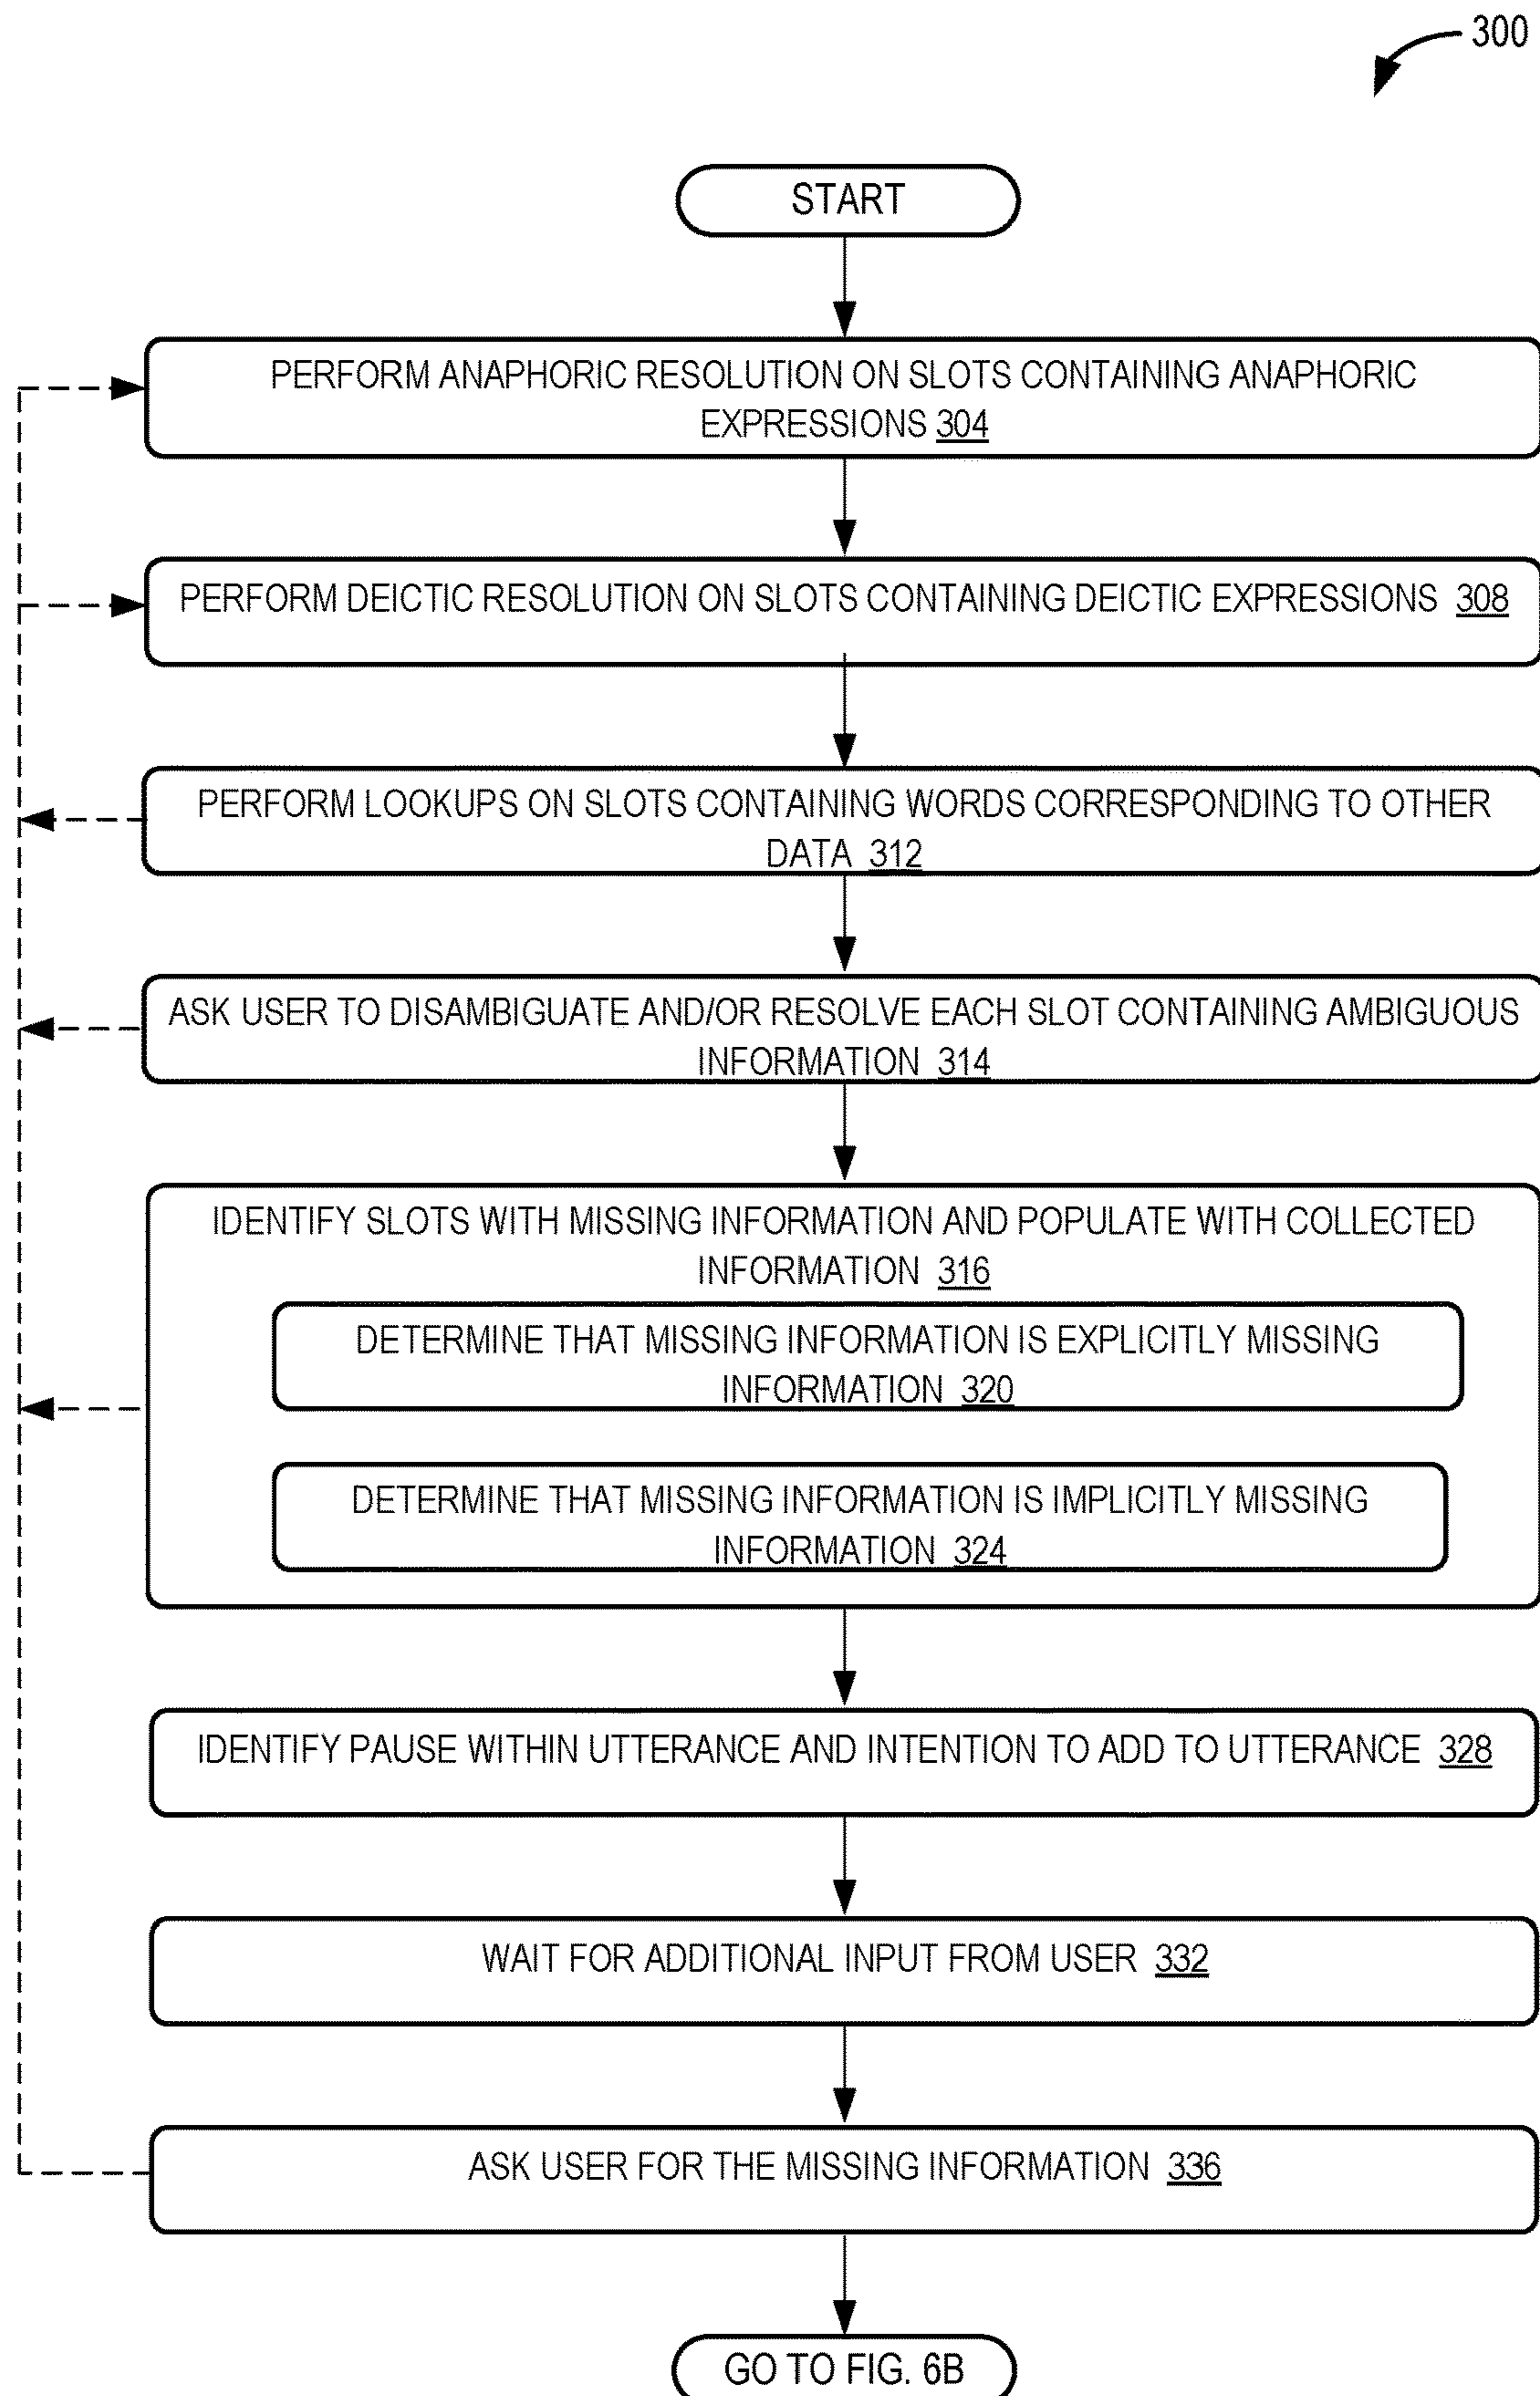 300
START
PERFORM ANAPHORIC RESOLUTION ON SLOTS CONTAINING ANAPHORIC
EXPRESSIONS 304
PERFORM DEICTIC RESOLUTION ON SLOTS CONTAINING DEICTIC EXPRESSIONS 308
PERFORM LOOKUPS ON SLOTS CONTAINING WORDS CORRESPONDING TO OTHER
DATA 312
ASK USER TO DISAMBIGUATE AND/OR RESOLVE EACH SLOT CONTAINING AMBIGUOUS
INFORMATION 314
IDENTIFY SLOTS WITH MISSING INFORMATION AND POPULATE WITH COLLECTED
INFORMATION 316
DETERMINE THAT MISSING INFORMATION IS EXPLICITLY MISSING
INFORMATION 320
DETERMINE THAT MISSING INFORMATION IS IMPLICITLY MISSING
INFORMATION 324
IDENTIFY PAUSE WITHIN UTTERANCE AND INTENTION TO ADD TO UTTERANCE 328
WAIT FOR ADDITIONAL INPUT FROM USER 332
ASK USER FOR THE MISSING INFORMATION 336
GO TO FIG. 6B